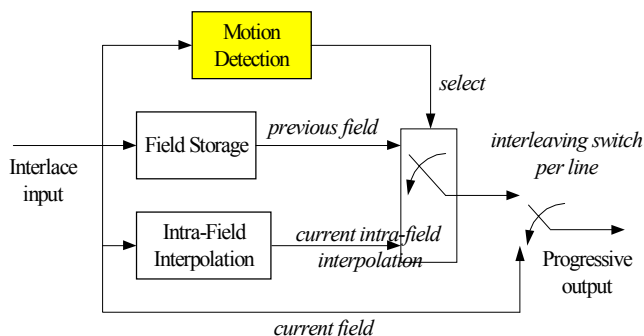 Motion
Detection
select
previous field
Field Storage
interleaving switch
per line
Interlace
input
Intra-Field
Interpolation
current intra-field
interpolation
Progressive
output
current field